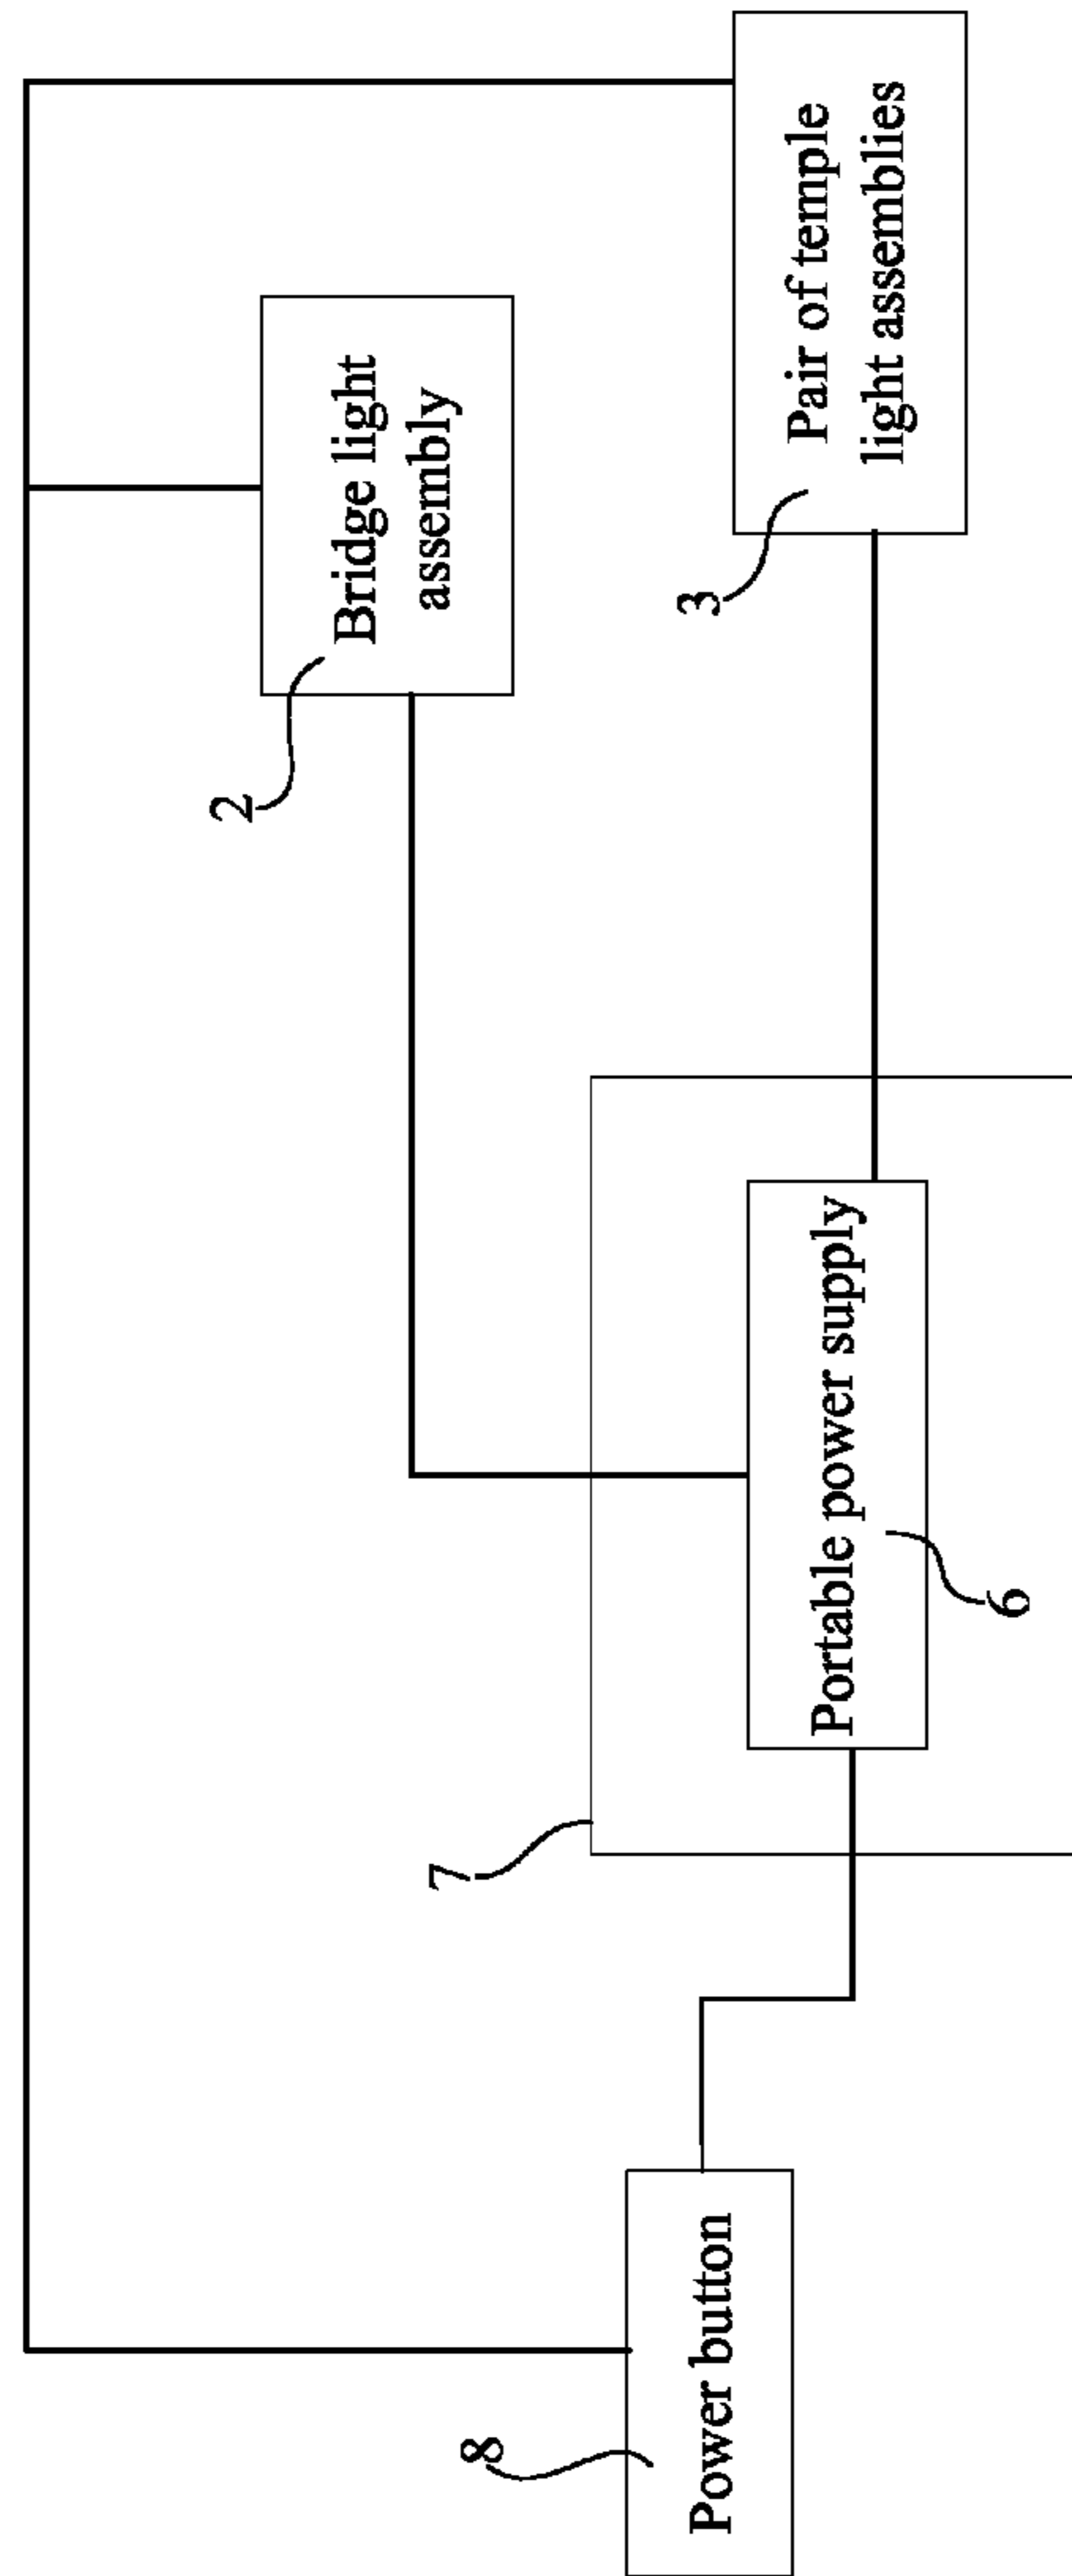 2
Bridge light
assembly
3
Pair of temple
light assemblies
7
Portable power supply
6
8
Power button